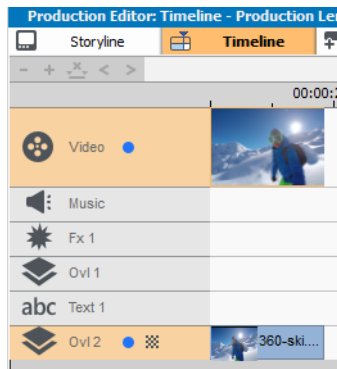 Production Editor: Timeline - Production Le
Storyline
Timeline
00:00:
Video
Music
Fx 1
Ovl 1
abc Text 1
Ovl 2
360-ski....